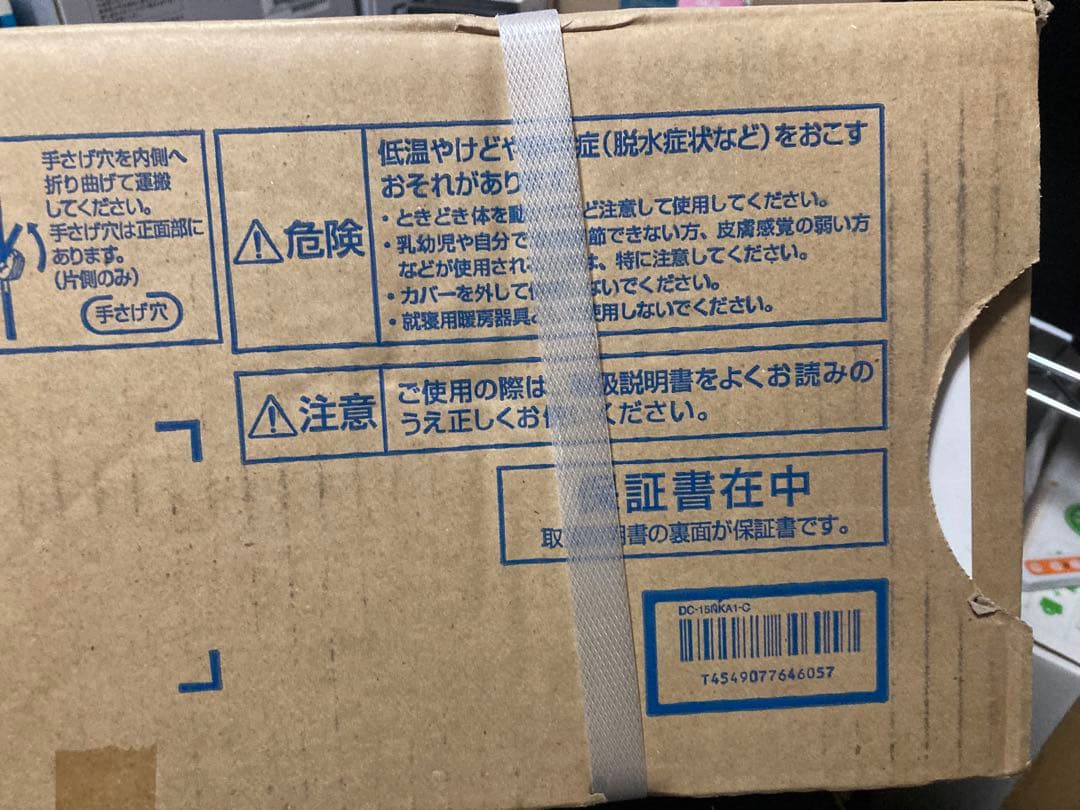 手さげ穴を内側へ
折り曲げて運搬
してください。
手さげ穴は正面部に
あります。
(片側のみ)
手さげ穴
⚠危険
低温やけどや 症(脱水症状など)をおこす
おそれがあり
・ときどき体を動 ど注意して使用してください。
・乳幼児や自分で 節できない方、皮膚感覚の弱い方
などが使用され は、特に注意してください。
・カバーを外して ないでください。
・就寝用暖房器具 使用しないでください。
⚠注意
ご使用の際は 扱説明書をよくお読みの
うえ正しくお使 ください。
証書在中
取 明書の裏面が保証書です。
DC-15NKA1-C
T4549077646057